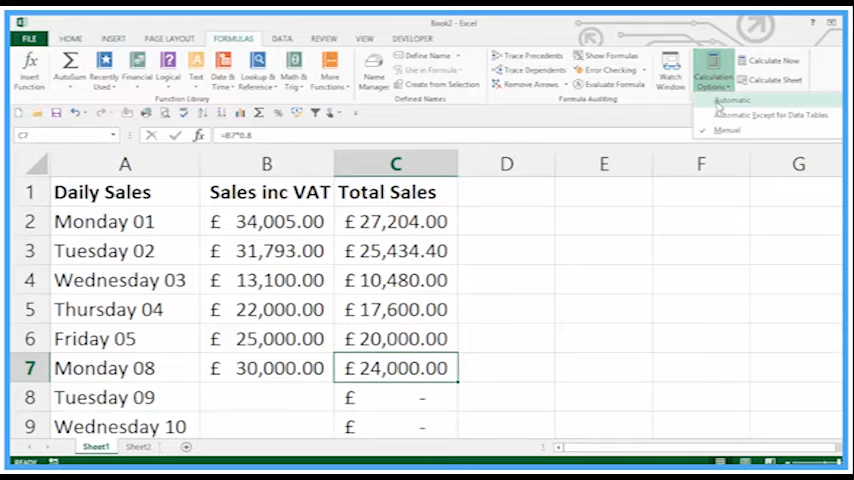 Book2 - Excel
FILE HOME INSERT PAGE LAYOUT FORMULAS DATA REVIEW VIEW DEVELOPER
fx Insert Function
Σ AutoSum
Recently Used
Financial
Logical
Text
Date & Time
Lookup & Reference
Math & Trig
More Functions
Function Library
Name Manager
Define Name
Use in Formula
Create from Selection
Defined Names
Trace Precedents
Trace Dependents
Remove Arrows
Show Formulas
Error Checking
Formula Auditing
Watch Window
Calculation Options
Calculate Now
Calculate Sheet
Automatic
Automatic Except for Data Tables
Manual
C7 fx =B7*0.8
A B C D E F G
1 Daily Sales Sales inc VAT Total Sales
2 Monday 01 £ 34,005.00 £ 27,204.00
3 Tuesday 02 £ 31,793.00 £ 25,434.40
4 Wednesday 03 £ 13,100.00 £ 10,480.00
5 Thursday 04 £ 22,000.00 £ 17,600.00
6 Friday 05 £ 25,000.00 £ 20,000.00
7 Monday 08 £ 30,000.00 £ 24,000.00
8 Tuesday 09 £ -
9 Wednesday 10 £ -
Sheet1 Sheet2